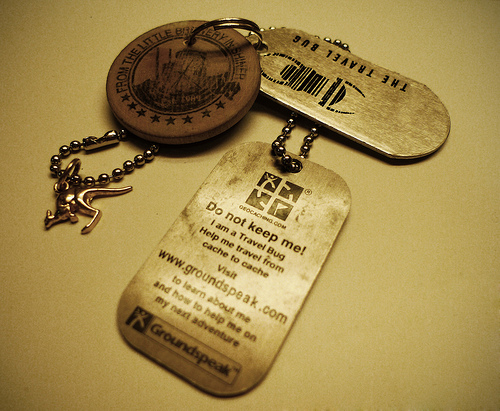 FROM THE LITTLE
THE TRAVEL BUG
GEOCACHING.COM
Do not keep me!
I am a Travel Bug
Help me travel from
cache to cache
Visit
www.groundspeak.com
to learn about me
and how to help me on
my next adventure
Groundspeak™